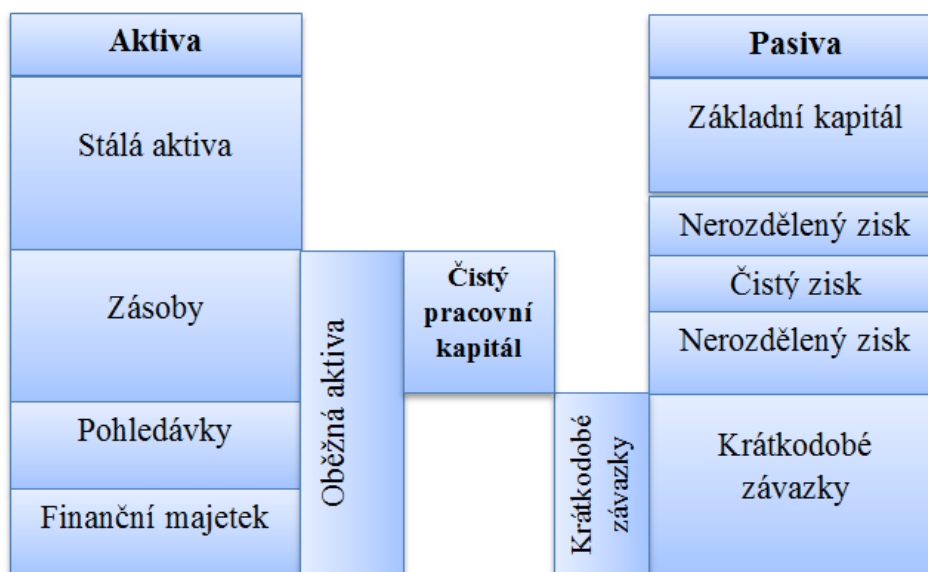 Aktiva
Stálá aktiva
Zásoby
Pohledávky
Finanční majetek
Oběžná aktiva
Čistý
pracovní
kapitál
Krátkodobé
závazky
Pasiva
Základní kapitál
Nerozdělený zisk
Čistý zisk
Nerozdělený zisk
Krátkodobé
závazky